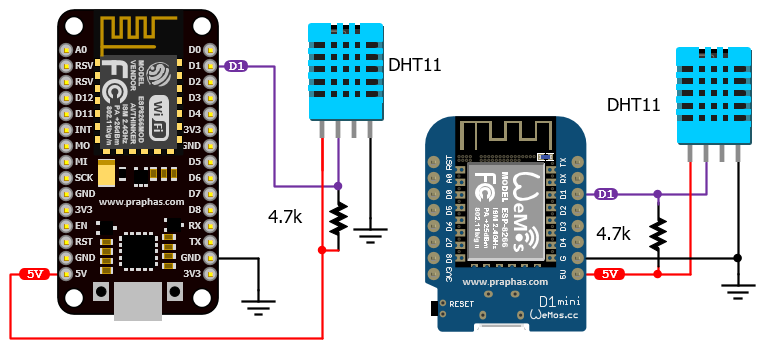 A0
RSV
RSV
D12
D11
INT
MO
MI
SCK
GND
3V3
EN
RST
GND
5V
D0
D1
D2
D3
D4
3V3
GND
D5
D6
D7
D8
RX
TX
GND
3V3
MODEL ESP8266MOD
VENDOR AITHINKER
ISM 2.4GHz
PA +25dBm
802.11b/g/n
FC
Wi Fi
www.praphas.com
D1
5V
DHT11
4.7k
DHT11
RST
A0
D0
D5
D6
D7
D8
3V3
TX
RX
D1
D2
D3
D4
G
5V
WeMos
MODEL ESP-8266
ISM 2.4GHz
PA +25dBm
802.11b/g/n
FC
www.praphas.com
RESET
D1 mini
WeMos.cc
D1
4.7k
5V